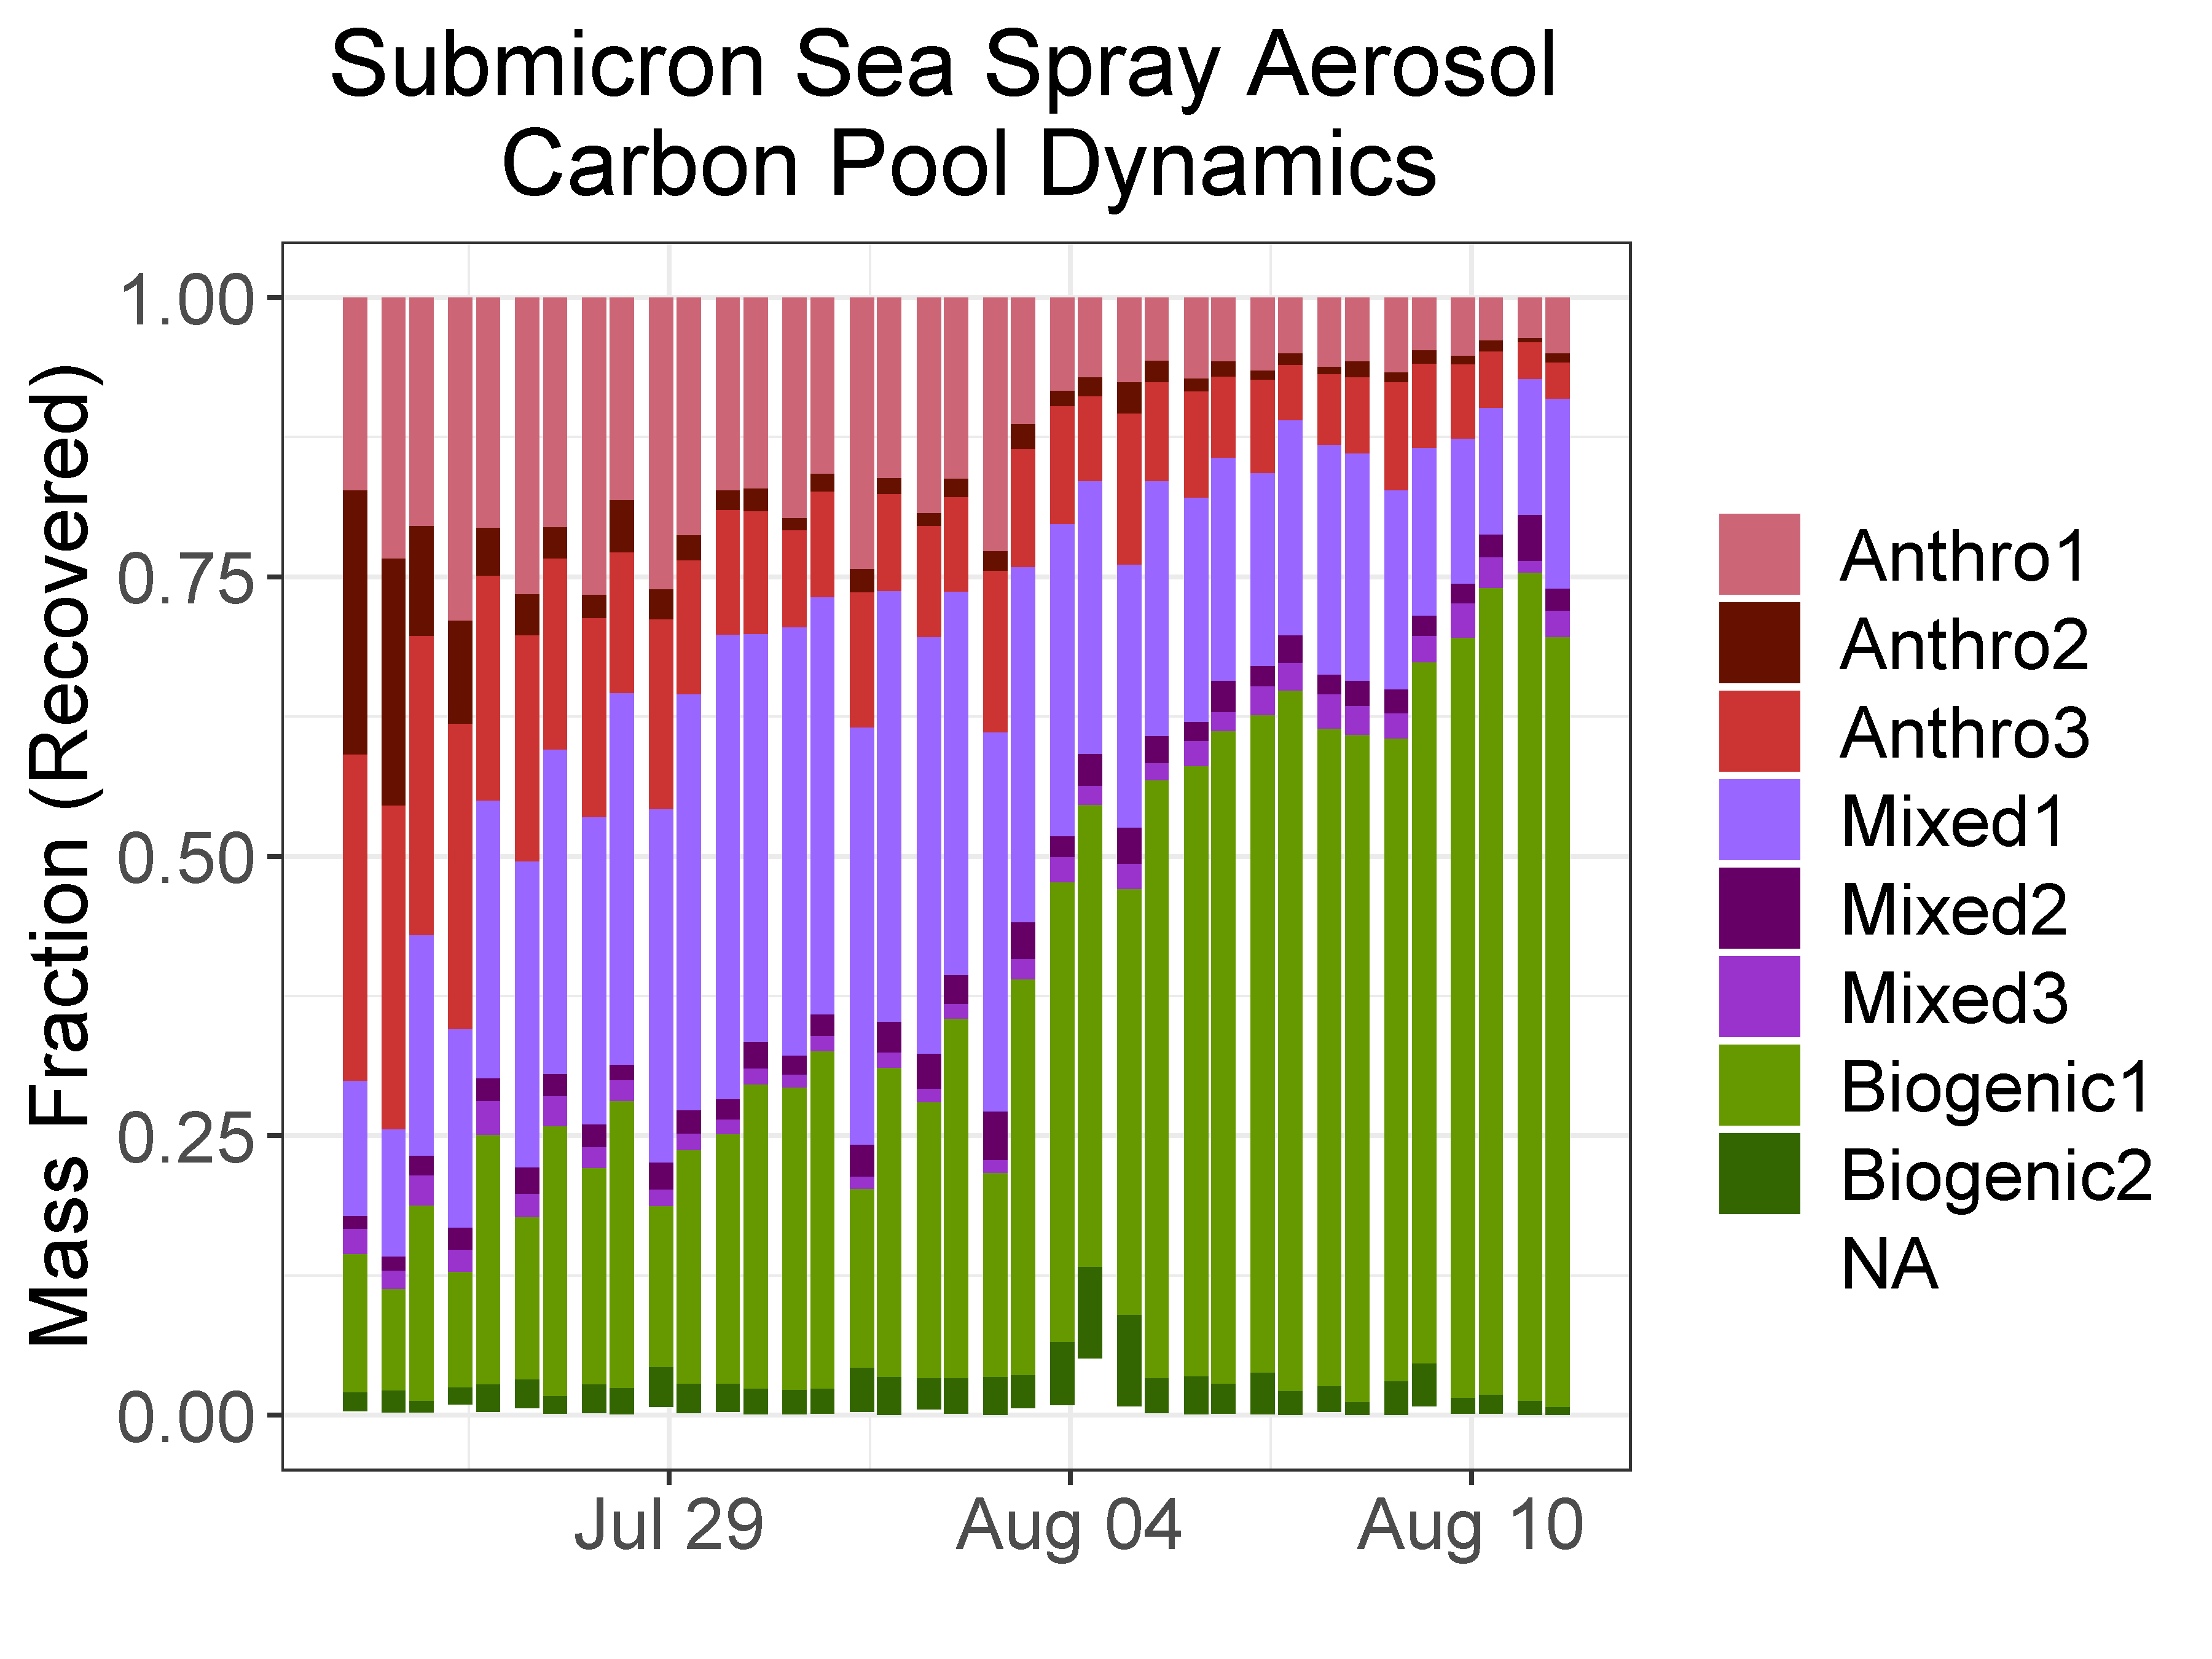 Submicron Sea Spray Aerosol
Carbon Pool Dynamics
Mass Fraction (Recovered)
1.00
0.75
0.50
0.25
0.00
Jul 29
Aug 04
Aug 10
Anthro1
Anthro2
Anthro3
Mixed1
Mixed2
Mixed3
Biogenic1
Biogenic2
NA